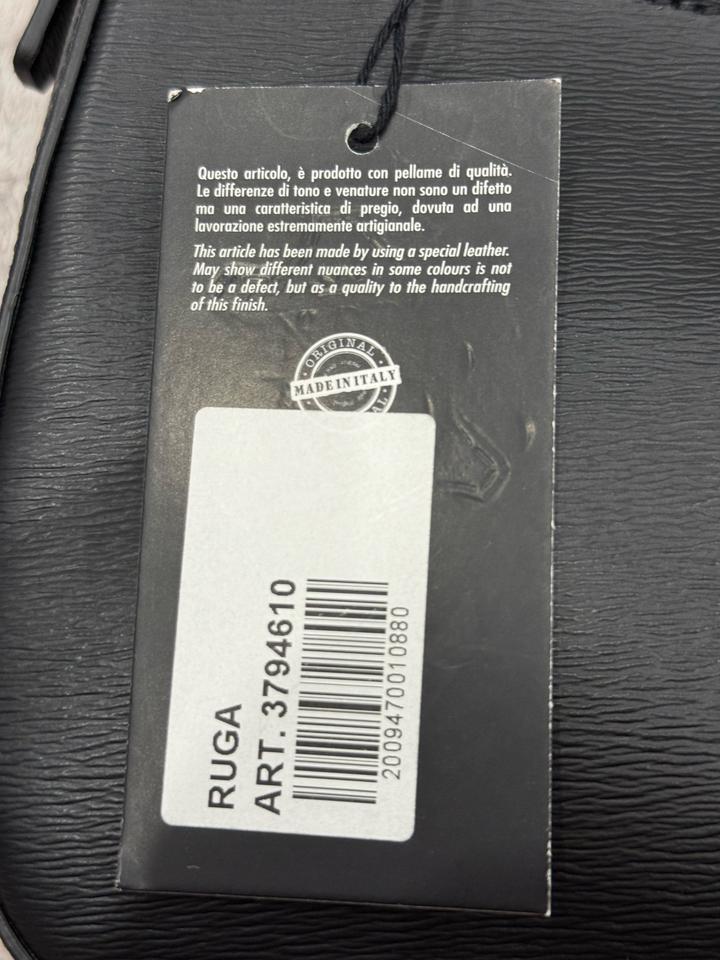 Questo articolo, è prodotto con pellame di qualità.
Le differenze di tono e venature non sono un difetto
ma una caratteristica di pregio, dovuta ad una
lavorazione estremamente artigianale.
This article has been made by using a special leather.
May show different nuances in some colours is not
to be a defect, but as a quality to the handcrafting
of this finish.
ORIGINAL
MADE IN ITALY
RUGA
ART. 3794610
2009470010880